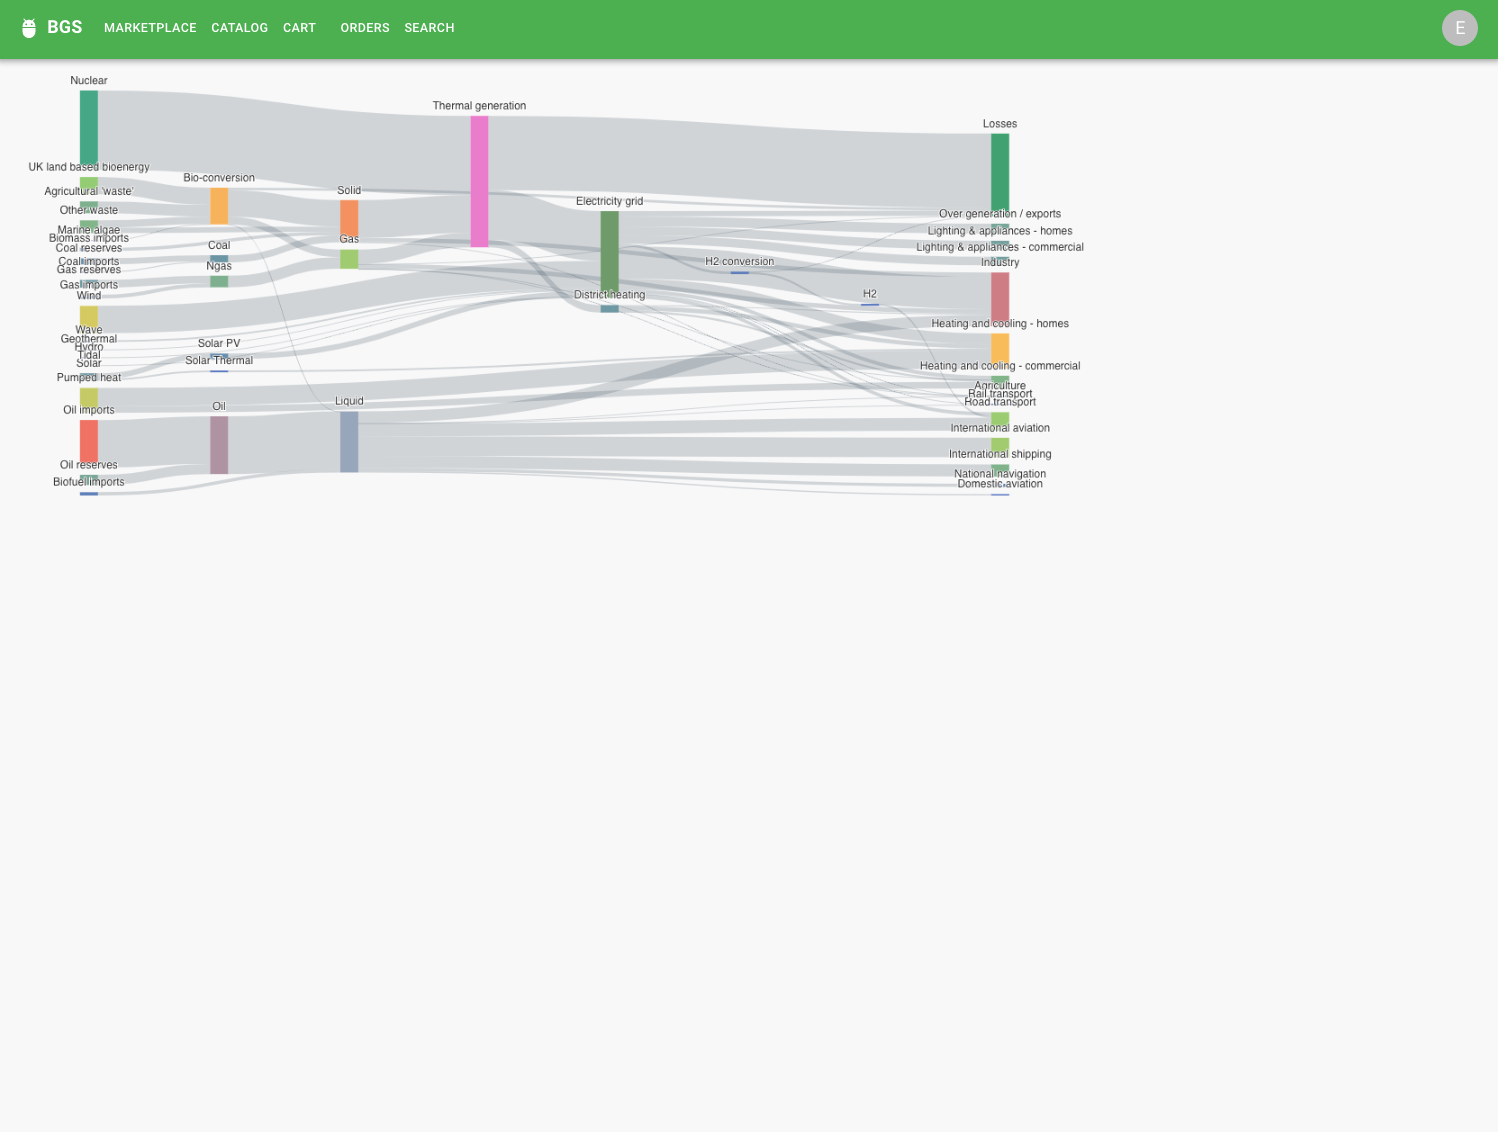 BGS MARKETPLACE CATALOG CART ORDERS SEARCH E
Nuclear
UK land based bioenergy
Agricultural 'waste'
Other waste
Marine algae
Biomass imports
Coal reserves
Coal imports
Gas reserves
Gas imports
Wind
Wave
Geothermal
Hydro
Tidal
Solar
Pumped heat
Oil imports
Oil reserves
Biofuel imports
Bio-conversion
Coal
Ngas
Solar PV
Solar Thermal
Oil
Solid
Gas
Liquid
Thermal generation
Electricity grid
District heating
H2 conversion
H2
Losses
Over generation / exports
Lighting & appliances - homes
Lighting & appliances - commercial
Industry
Heating and cooling - homes
Heating and cooling - commercial
Agriculture
Rail transport
Road transport
International aviation
International shipping
National navigation
Domestic aviation